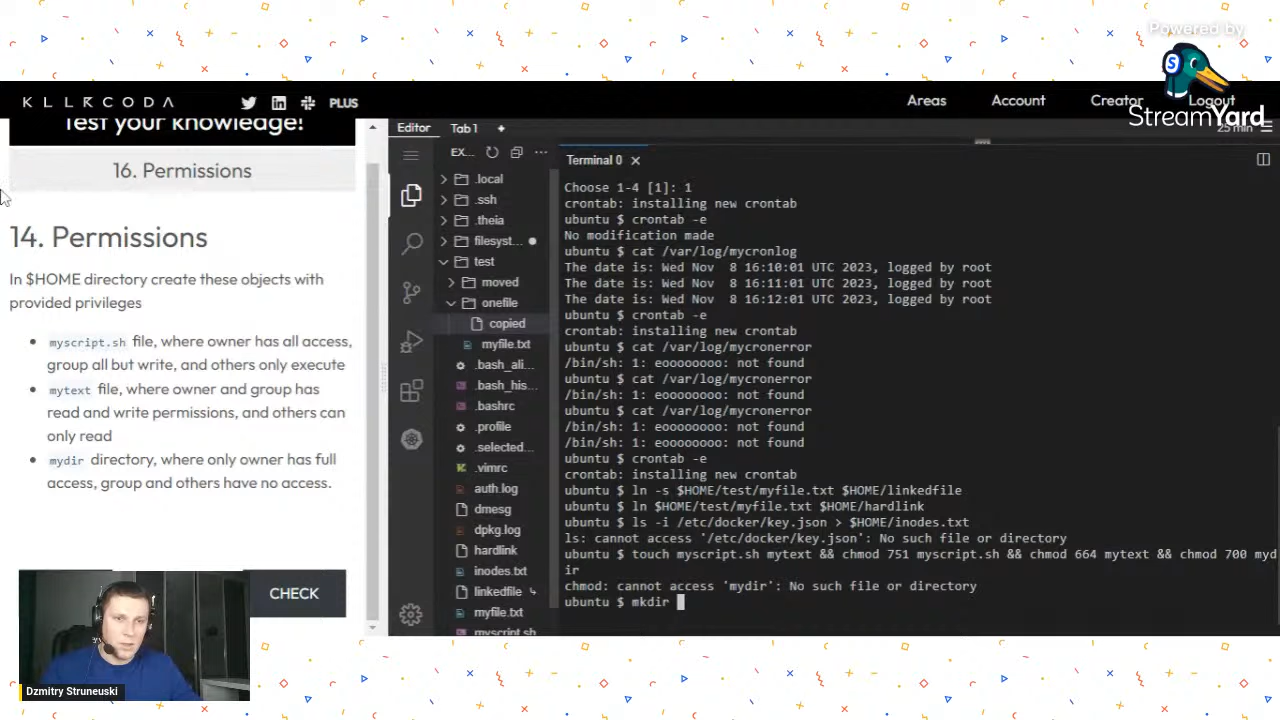 Powered by
StreamYard
KLLRCODA
PLUS
Areas
Account
Creator
Logout
25 min
Test your knowledge!
16. Permissions
14. Permissions
In $HOME directory create these objects with
provided privileges
myscript.sh file, where owner has all access,
group all but write, and others only execute
mytext file, where owner and group has
read and write permissions, and others can
only read
mydir directory, where only owner has full
access, group and others have no access.
CHECK
Dzmitry Struneuski
Editor
Tab 1
EX...
.local
.ssh
.theia
filesyst...
test
moved
onefile
copied
myfile.txt
.bash_ali...
.bash_his...
.bashrc
.profile
.selected...
.vimrc
auth.log
dmesg
dpkg.log
hardlink
inodes.txt
linkedfile
myfile.txt
myscript.sh
Terminal 0
Choose 1-4 [1]: 1
crontab: installing new crontab
ubuntu $ crontab -e
No modification made
ubuntu $ cat /var/log/mycronlog
The date is: Wed Nov  8 16:10:01 UTC 2023, logged by root
The date is: Wed Nov  8 16:11:01 UTC 2023, logged by root
The date is: Wed Nov  8 16:12:01 UTC 2023, logged by root
ubuntu $ crontab -e
crontab: installing new crontab
ubuntu $ cat /var/log/mycronerror
/bin/sh: 1: eoooooooo: not found
ubuntu $ cat /var/log/mycronerror
/bin/sh: 1: eoooooooo: not found
ubuntu $ cat /var/log/mycronerror
/bin/sh: 1: eoooooooo: not found
/bin/sh: 1: eoooooooo: not found
ubuntu $ crontab -e
crontab: installing new crontab
ubuntu $ ln -s $HOME/test/myfile.txt $HOME/linkedfile
ubuntu $ ln $HOME/test/myfile.txt $HOME/hardlink
ubuntu $ ls -i /etc/docker/key.json > $HOME/inodes.txt
ls: cannot access '/etc/docker/key.json': No such file or directory
ubuntu $ touch myscript.sh mytext && chmod 751 myscript.sh && chmod 664 mytext && chmod 700 myd
ir
chmod: cannot access 'mydir': No such file or directory
ubuntu $ mkdir